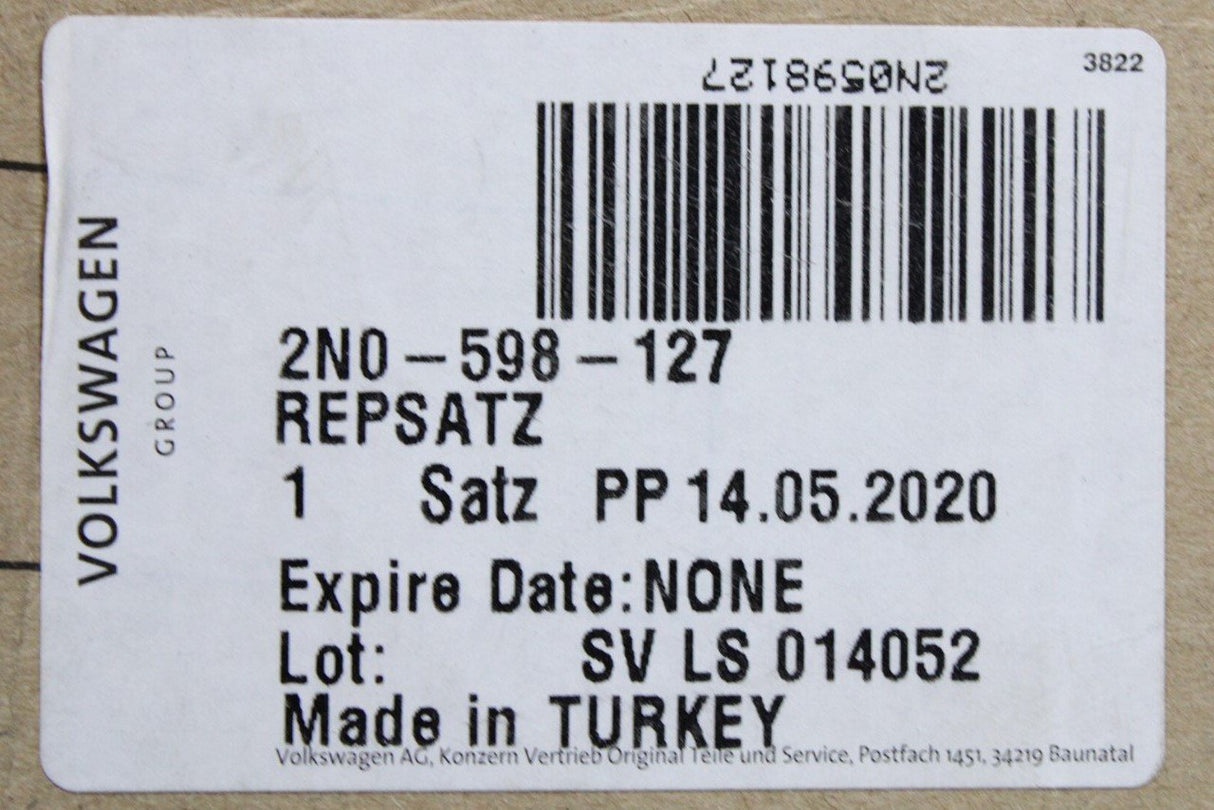 3822
2N0598127
VOLKSWAGEN
GROUP
2N0-598-127
REPSATZ
1 Satz PP 14.05.2020
Expire Date:NONE
Lot: SV LS 014052
Made in TURKEY
Volkswagen AG, Konzern Vertrieb Original Teile und Service, Postfach 1451, 34219 Baunatal